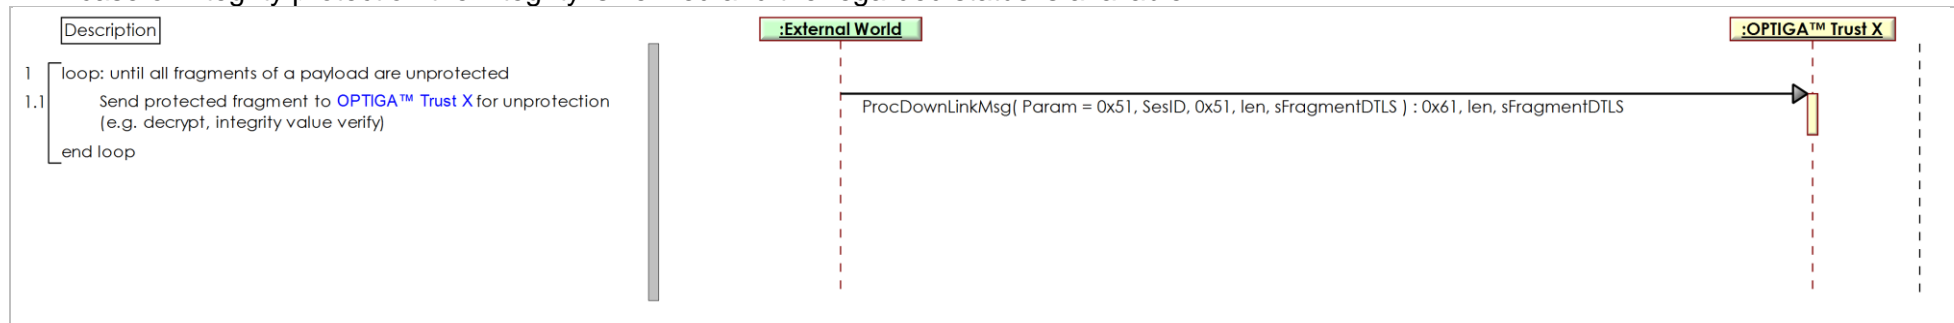 Description
:External World
:OPTIGA™ Trust X
1 loop: until all fragments of a payload are unprotected
1.1 Send protected fragment to OPTIGA™ Trust X for unprotection
(e.g. decrypt, integrity value verify)
end loop
ProcDownLinkMsg( Param = 0x51, SesID, 0x51, len, sFragmentDTLS ) : 0x61, len, sFragmentDTLS